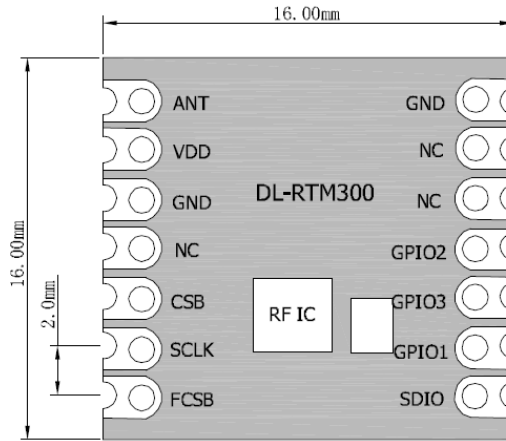 16.00mm
ANT GND
VDD NC
GND DL-RTM300 NC
NC GPIO2
CSB GPIO3
RF IC
SCLK GPIO1
FCSB SDIO
16.00mm
2.0mm